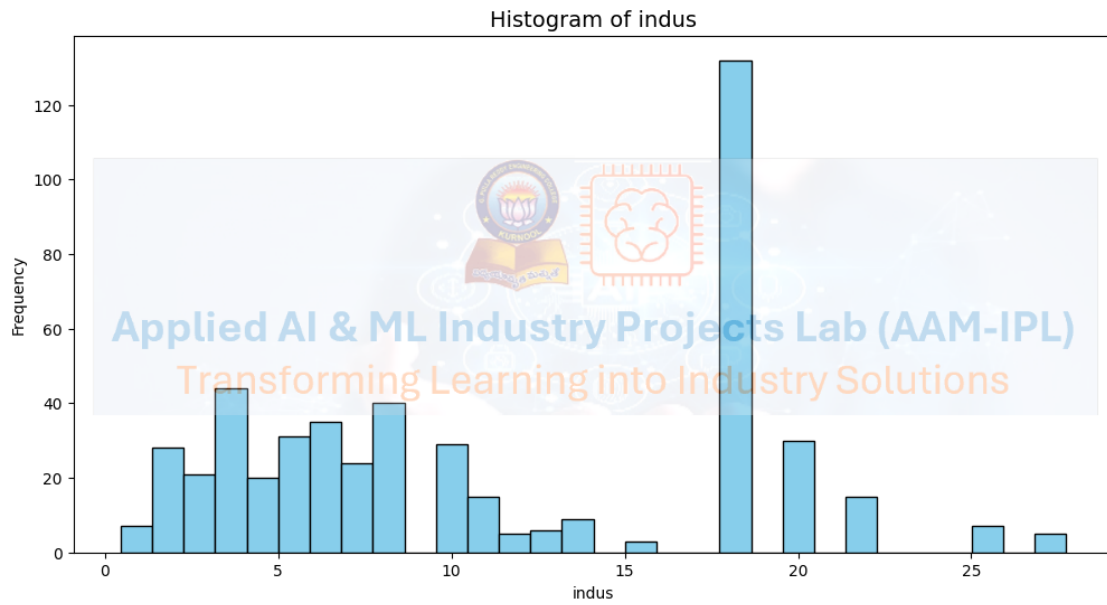 Histogram of indus
120
100
80
60
40
20
0
Frequency
KURNOOL
Applied AI & ML Industry Projects Lab (AAM-IPL)
Transforming Learning into Industry Solutions
0 5 10 15 20 25
indus